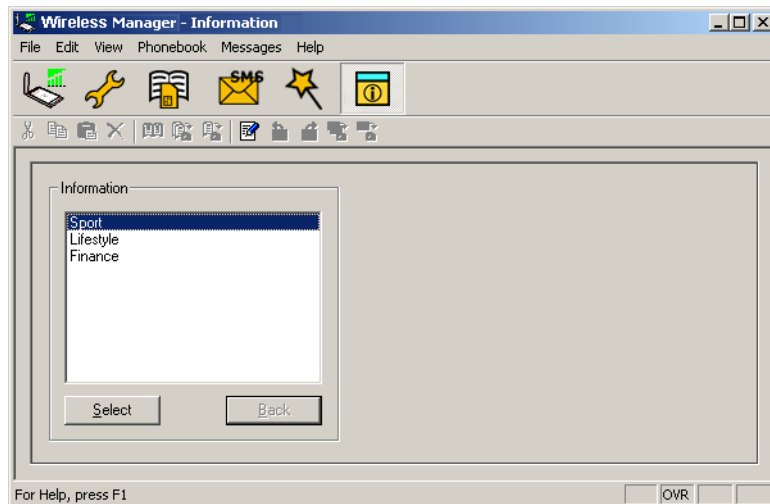 Wireless Manager - Information
File Edit View Phonebook Messages Help
SMS
Information
Sport
Lifestyle
Finance
Select Back
For Help, press F1 OVR